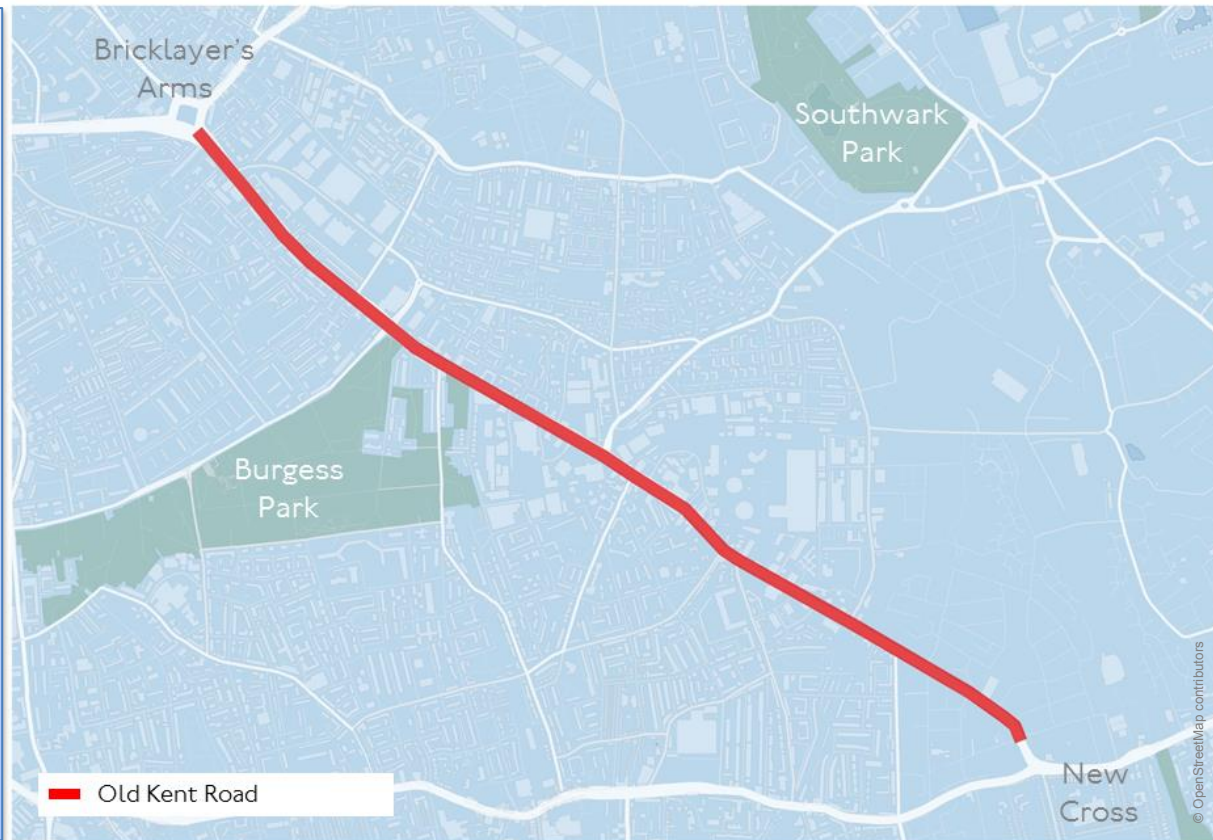 Bricklayer's
Arms
Southwark
Park
Burgess
Park
Old Kent Road
New
Cross
© OpenStreetMap contributors